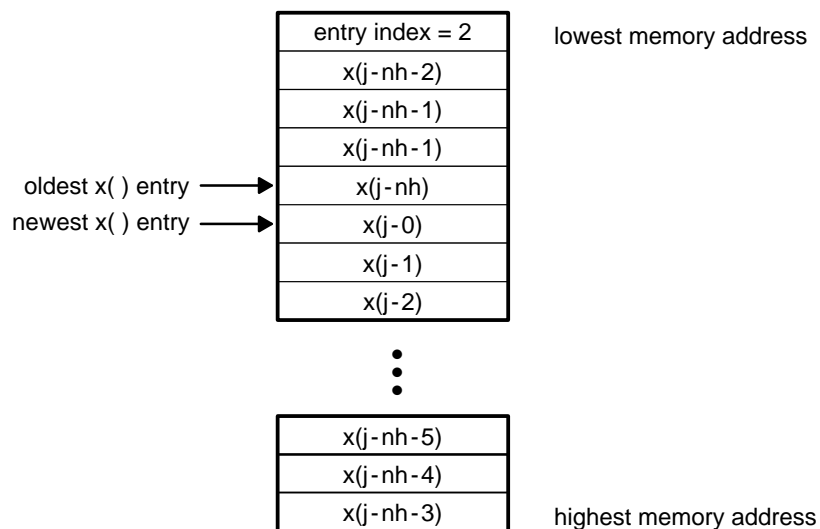 entry index = 2 lowest memory address
x(j-nh-2)
x(j-nh-1)
x(j-nh-1)
oldest x( ) entry x(j-nh)
newest x( ) entry x(j-0)
x(j-1)
x(j-2)
x(j-nh-5)
x(j-nh-4)
x(j-nh-3) highest memory address